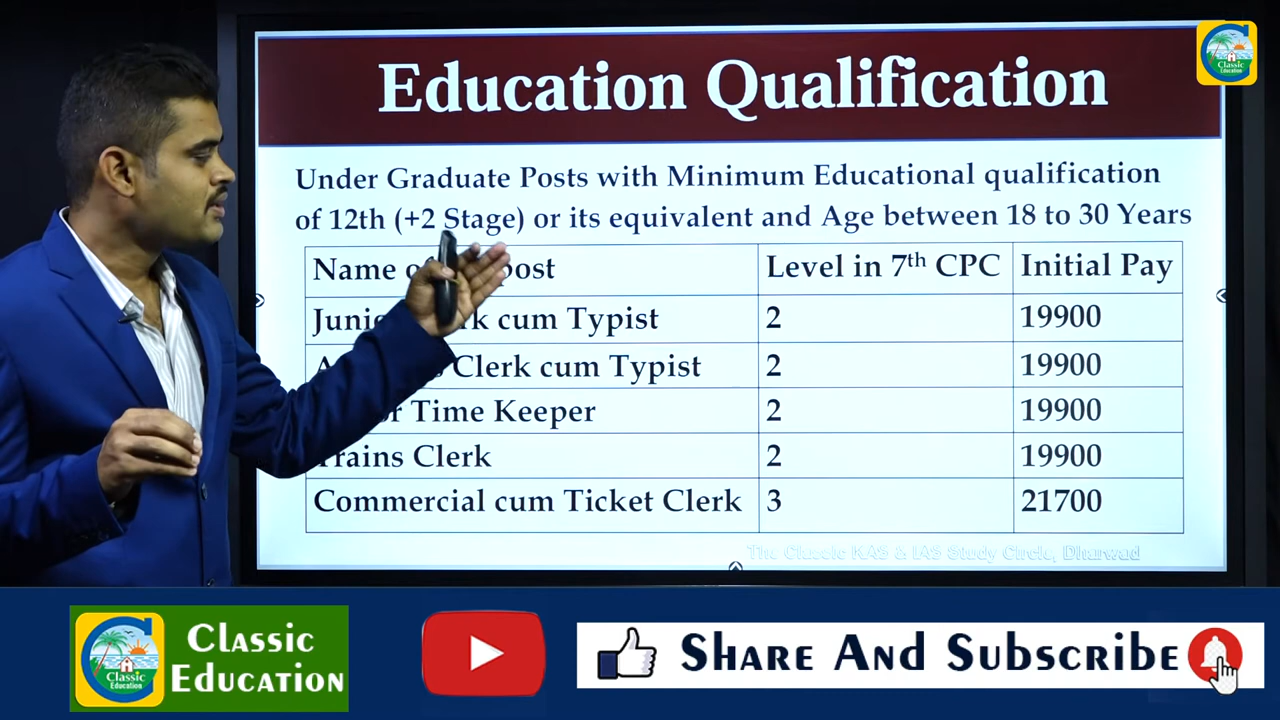 Education Qualification
Classic
Education
Under Graduate Posts with Minimum Educational qualification
of 12th (+2 Stage) or its equivalent and Age between 18 to 30 Years
Name post Level in 7th CPC Initial Pay
cum Typist 2 19900
Clerk cum Typist 2 19900
Time Keeper 2 19900
Trains Clerk 2 19900
Commercial cum Ticket Clerk 3 21700
The Classic KAS & IAS Study Circle, Dharwad
Classic
Education
Classic
Education
Share And Subscribe